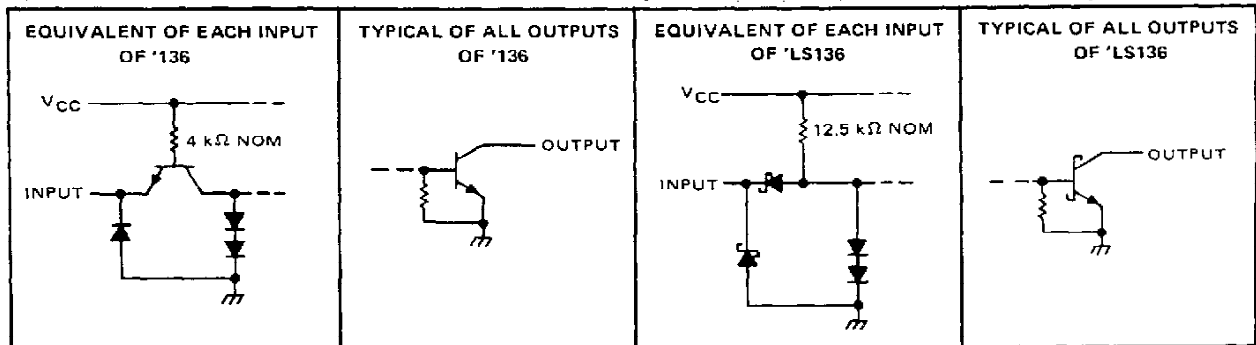 EQUIVALENT OF EACH INPUT
OF '136
VCC
4 kΩ NOM
INPUT
TYPICAL OF ALL OUTPUTS
OF '136
OUTPUT
EQUIVALENT OF EACH INPUT
OF 'LS136
VCC
12.5 kΩ NOM
INPUT
TYPICAL OF ALL OUTPUTS
OF 'LS136
OUTPUT